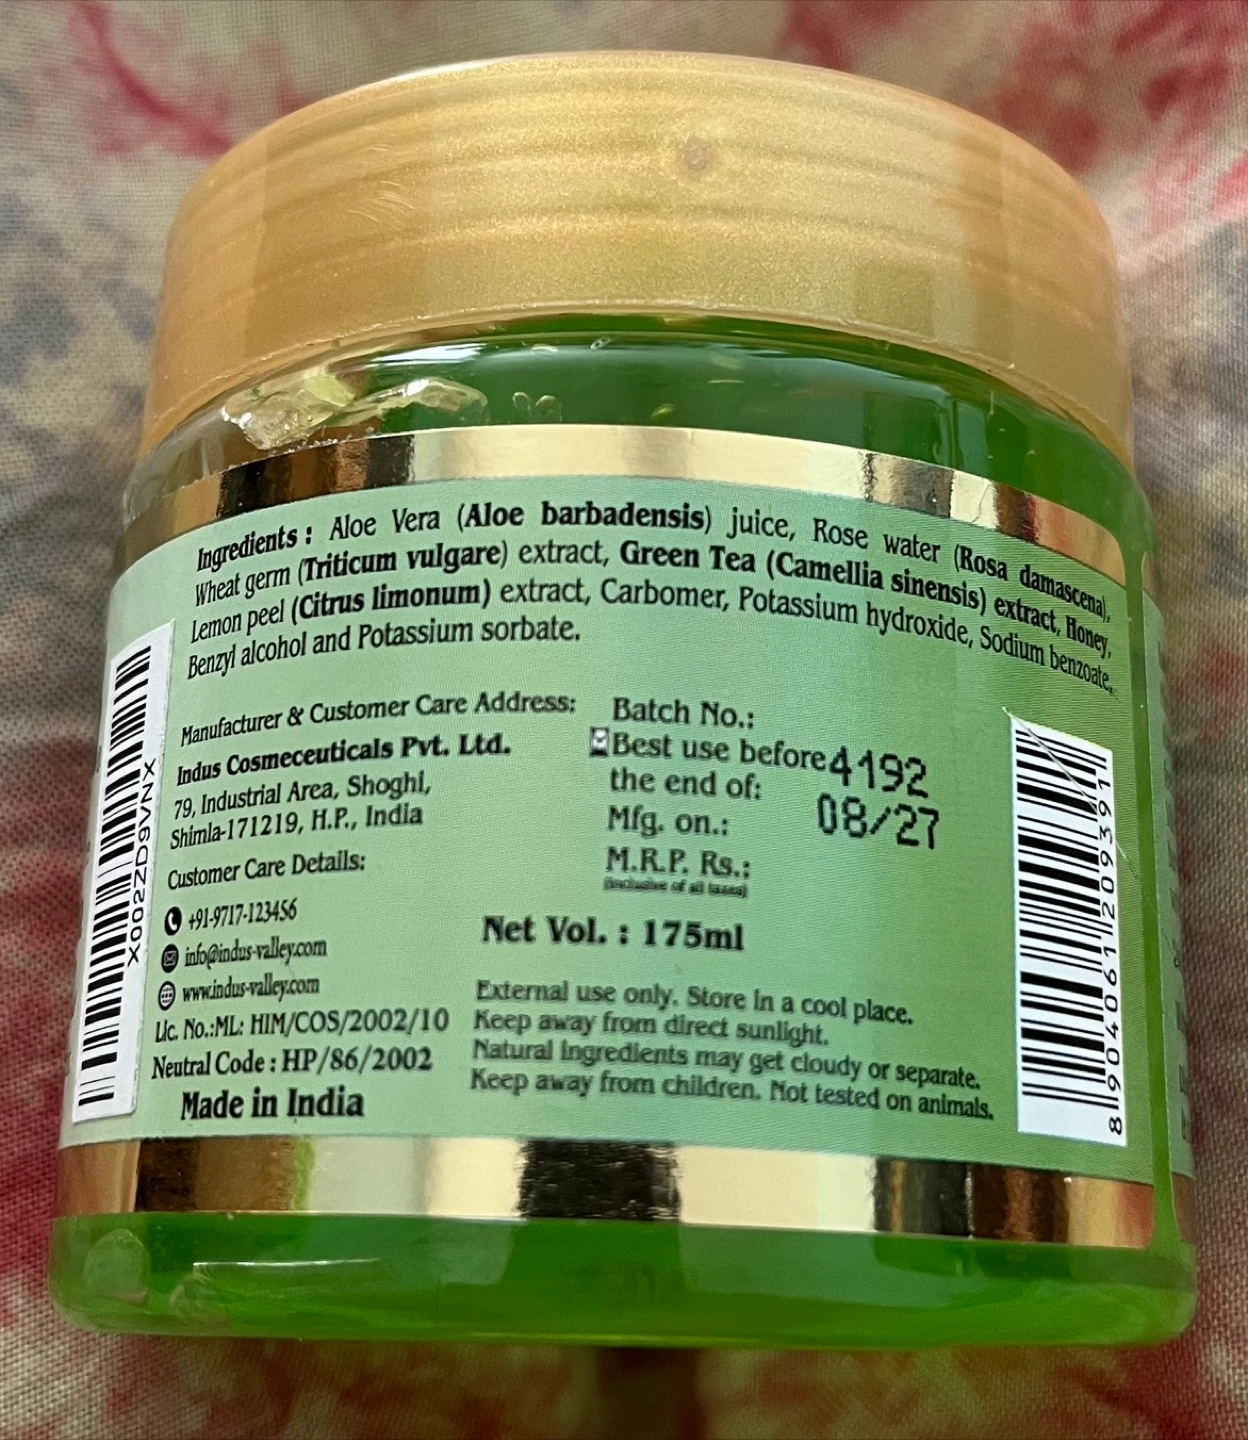 Ingredients : Aloe Vera (Aloe barbadensis) juice, Rose water (Rosa damascena),
Wheat germ (Triticum vulgare) extract, Green Tea (Camellia sinensis) extract, Honey,
Lemon peel (Citrus limonum) extract, Carbomer, Potassium hydroxide, Sodium benzoate,
Benzyl alcohol and Potassium sorbate.
Manufacturer & Customer Care Address:
Indus Cosmeceuticals Pvt. Ltd.
79, Industrial Area, Shoghi,
Shimla-171219, H.P., India
Customer Care Details:
+91-9717-123456
info@indus-valley.com
www.indus-valley.com
Lic. No.:ML: HIM/COS/2002/10
Neutral Code : HP/86/2002
Made in India
Batch No.:
Best use before 4192
the end of: 08/27
Mfg. on.:
M.R.P. Rs.:
(Inclusive of all taxes)
Net Vol. : 175ml
External use only. Store in a cool place.
Keep away from direct sunlight.
Natural Ingredients may get cloudy or separate.
Keep away from children. Not tested on animals.
X002ZD9VNX
8 904061 209391